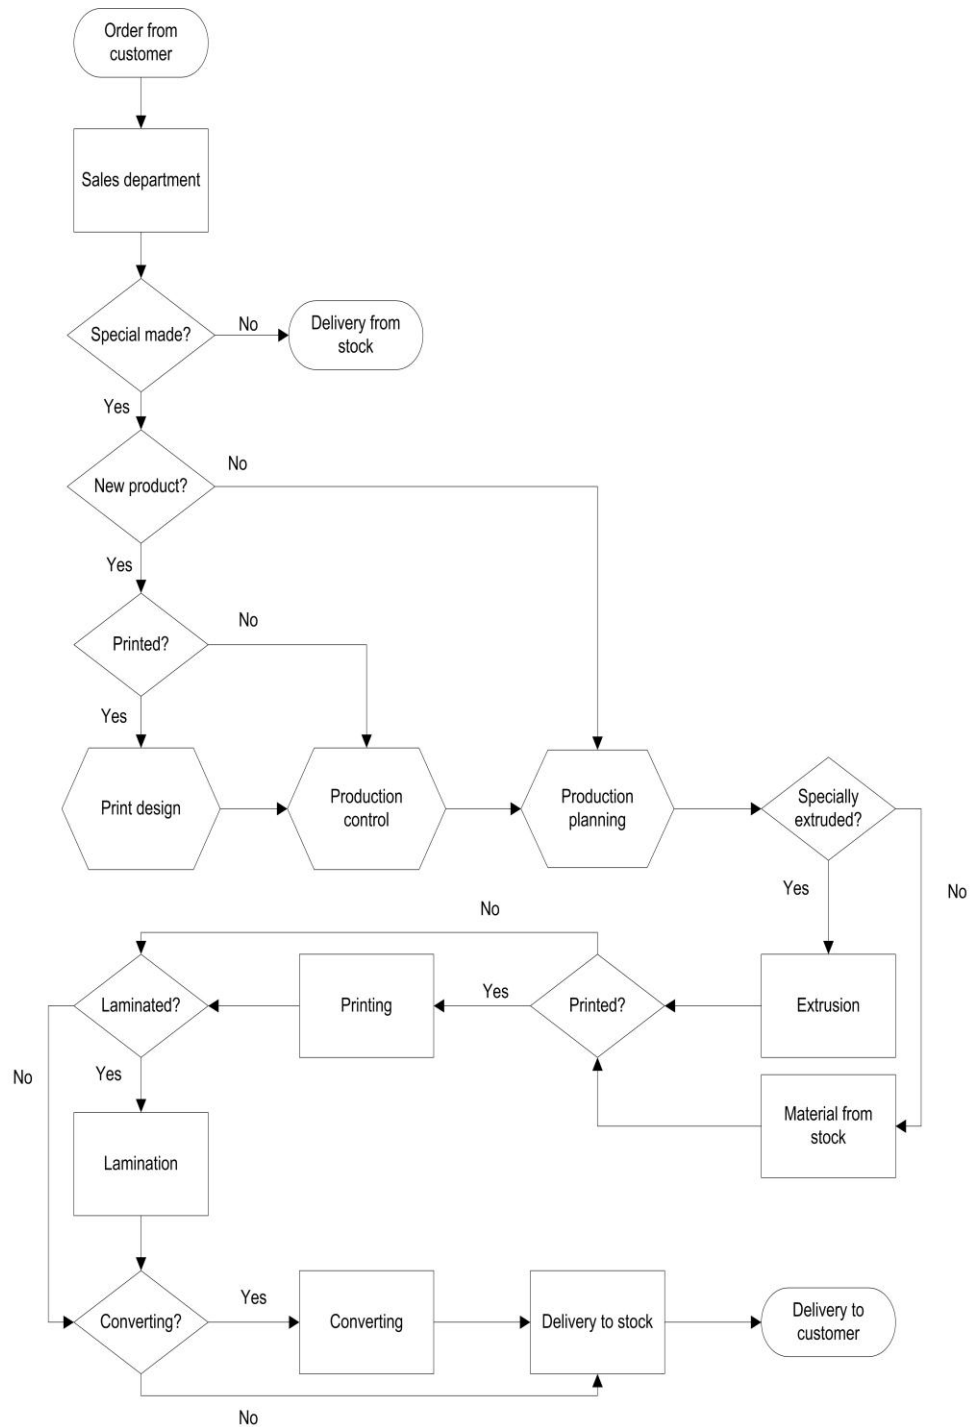 Order from
customer
Sales department
Special made?
No
Delivery from
stock
Yes
New product?
No
Yes
Printed?
No
Yes
Print design
Production
control
Production
planning
Specially
extruded?
Yes
No
No
Laminated?
Printing
Yes
Printed?
Extrusion
No
Yes
Material from
stock
Lamination
Converting?
Yes
Converting
Delivery to stock
Delivery to
customer
No